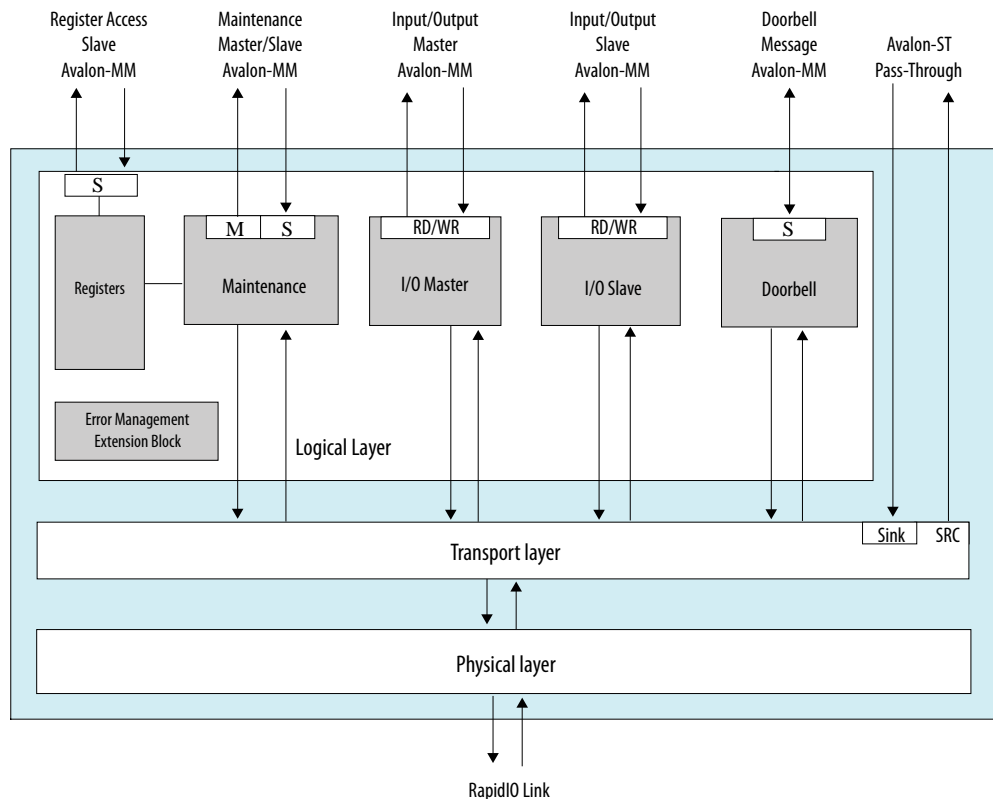 Register Access
Slave
Avalon-MM
Maintenance
Master/Slave
Avalon-MM
Input/Output
Master
Avalon-MM
Input/Output
Slave
Avalon-MM
Doorbell
Message
Avalon-MM
Avalon-ST
Pass-Through
S
M
S
RD/WR
RD/WR
S
Registers
Maintenance
I/O Master
I/O Slave
Doorbell
Error Management
Extension Block
Logical Layer
Sink
SRC
Transport layer
Physical layer
RapidIO Link